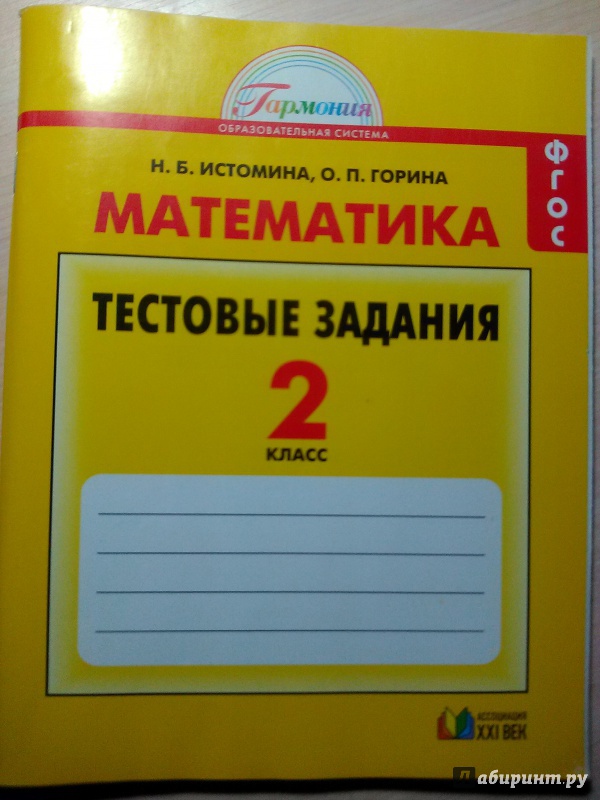 Гармония
ОБРАЗОВАТЕЛЬНАЯ СИСТЕМА
ФГОС
Н. Б. ИСТОМИНА, О. П. ГОРИНА
МАТЕМАТИКА
ТЕСТОВЫЕ ЗАДАНИЯ
2
КЛАСС
АССОЦИАЦИЯ
XXI ВЕК
Лабиринт.ру